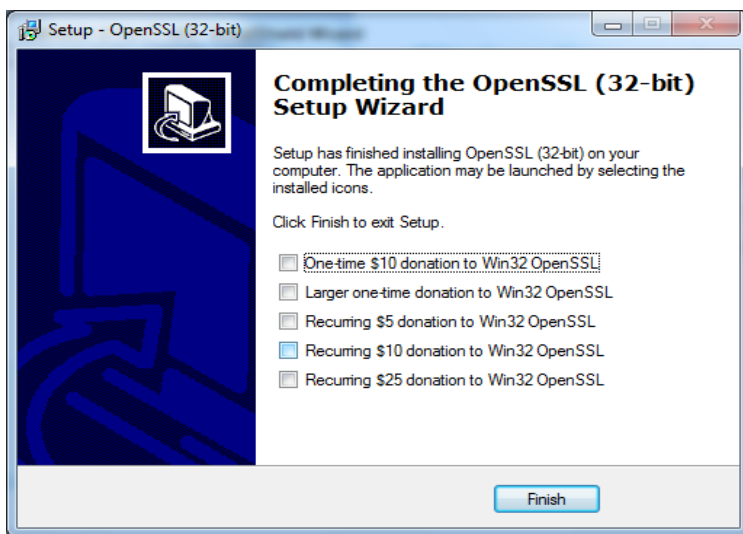 Setup - OpenSSL (32-bit)
Completing the OpenSSL (32-bit)
Setup Wizard
Setup has finished installing OpenSSL (32-bit) on your
computer. The application may be launched by selecting the
installed icons.
Click Finish to exit Setup.
One-time $10 donation to Win32 OpenSSL
Larger one-time donation to Win32 OpenSSL
Recurring $5 donation to Win32 OpenSSL
Recurring $10 donation to Win32 OpenSSL
Recurring $25 donation to Win32 OpenSSL
Finish